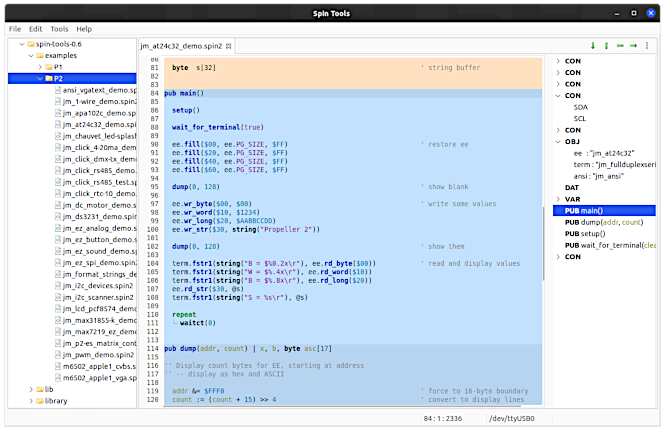 Spin Tools
File Edit Tools Help
spin-tools-0.6
examples
P1
P2
ansi_vgatext_demo.sp
jm_1-wire_demo.spin2
jm_apa102c_demo.spi
jm_at24c32_demo.spin
jm_chauvet_led-splash
jm_click_4-20ma_dem
jm_click_dmx-tx_demo
jm_click_rs485_demo.
jm_click_rs485_test.sp
jm_click_rtc-10_demo.
jm_dc_motor_demo.s
jm_ds3231_demo.spin
jm_ez_analog_demo.s
jm_ez_button_demo.s
jm_ez_sound_demo.sp
jm_ez_spi_demo.spin2
jm_format_strings_de
jm_i2c_devices.spin2
jm_i2c_scanner.spin2
jm_lcd_pcf8574_demo.
jm_max31855-k_demo
jm_max7219_ez_demo
jm_p2-es_matrix_cont
jm_pwm_demo.spin2
m6502_apple1_cvbs.s
m6502_apple1_vga.sp
lib
library
jm_at24c32_demo.spin2
80
81 byte s[32] ' string buffer
82
83
84 pub main()
85
86 setup()
87
88 wait_for_terminal(true)
89
90 ee.fill($00, ee.PG_SIZE, $FF) ' restore ee
91 ee.fill($20, ee.PG_SIZE, $FF)
92 ee.fill($40, ee.PG_SIZE, $FF)
93 ee.fill($60, ee.PG_SIZE, $FF)
94
95 dump(0, 128) ' show blank
96
97 ee.wr_byte($00, $00) ' write some values
98 ee.wr_word($10, $1234)
99 ee.wr_long($20, $AABBCCDD)
100 ee.wr_str($30, string("Propeller 2"))
101
102 dump(0, 128) ' show them
103
104 term.fstr1(string("B = $%0.2x\r"), ee.rd_byte($00)) ' read and display values
105 term.fstr1(string("W = $%.4x\r"), ee.rd_word($10))
106 term.fstr1(string("B = $%.8x\r"), ee.rd_long($20))
107 ee.rd_str($30, @s)
108 term.fstr1(string("S = %s\r"), @s)
109
110 repeat
111 waitct(0)
112
113
114 pub dump(addr, count) | x, b, byte asc[17]
115
116 '' Display count bytes for EE, starting at address
117 '' -- display as hex and ASCII
118
119 addr &= $FFF0 ' force to 16-byte boundary
120 count := (count + 15) >> 4 ' convert to display lines
CON
CON
CON
CON
SDA
SCL
CON
OBJ
ee : "jm_at24c32"
term : "jm_fullduplexseri
ansi : "jm_ansi"
DAT
VAR
PUB main()
PUB dump(addr, count)
PUB setup()
PUB wait_for_terminal(clea
CON
84 : 1 : 2336 /dev/ttyUSB0